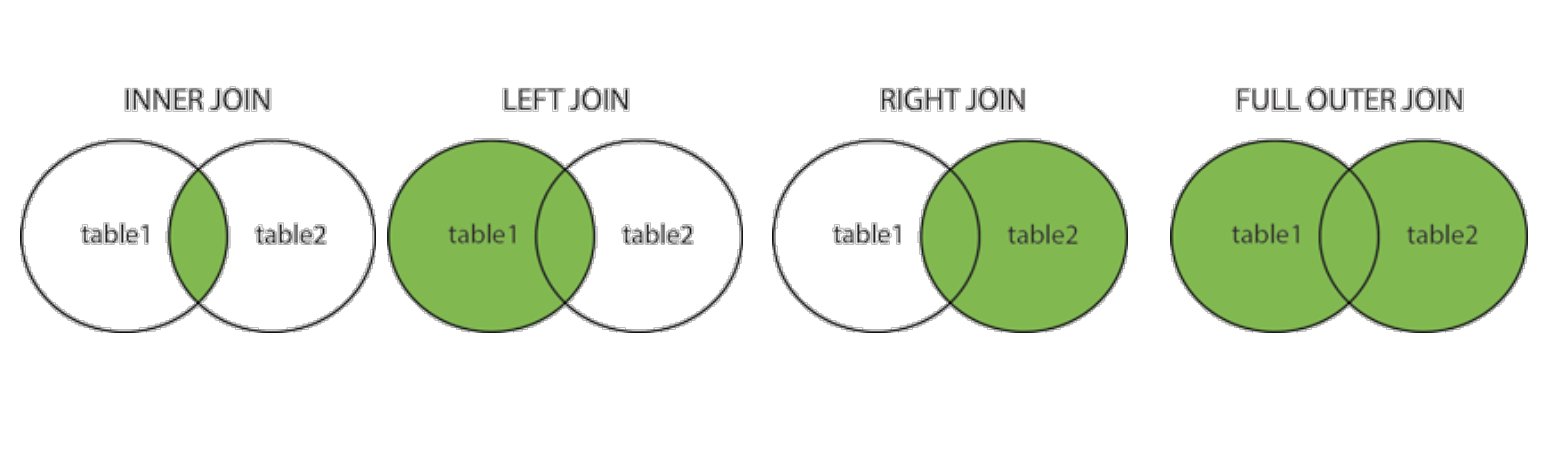 INNER JOIN
table1
table2
LEFT JOIN
table1
table2
RIGHT JOIN
table1
table2
FULL OUTER JOIN
table1
table2